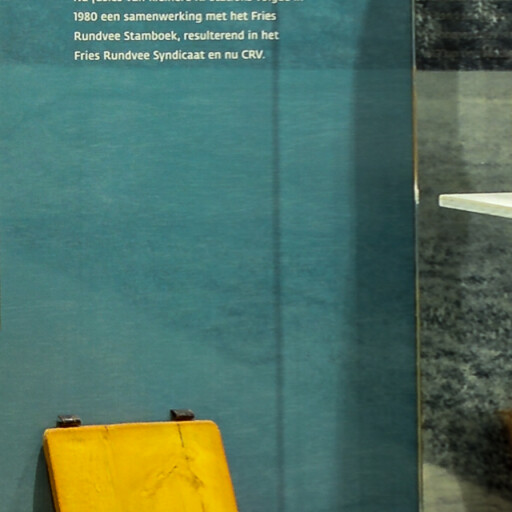 1980 een samenwerking met het Fries
Rundvee Stamboek, resulterend in het
Fries Rundvee Syndicaat en nu CRV.